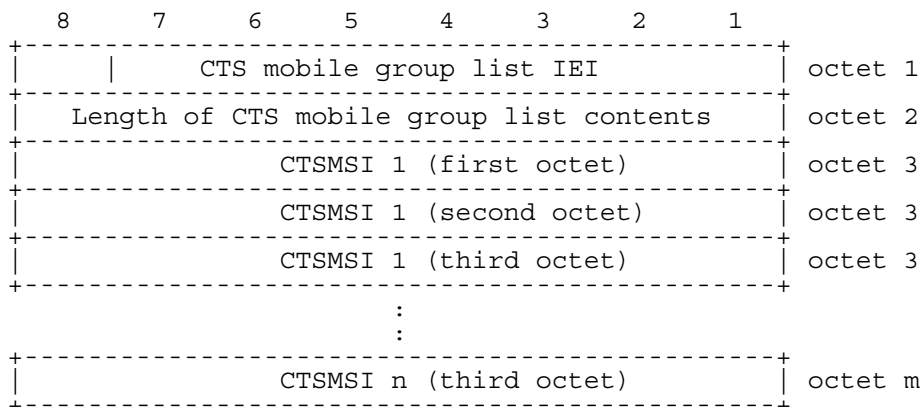 8 7 6 5 4 3 2 1
+-----------------------------------------------+
| | CTS mobile group list IEI | octet 1
+-----------------------------------------------+
| Length of CTS mobile group list contents | octet 2
+-----------------------------------------------+
| CTSMSI 1 (first octet) | octet 3
+-----------------------------------------------+
| CTSMSI 1 (second octet) | octet 3
+-----------------------------------------------+
| CTSMSI 1 (third octet) | octet 3
+-----------------------------------------------+
:
:
+-----------------------------------------------+
| CTSMSI n (third octet) | octet m
+-----------------------------------------------+